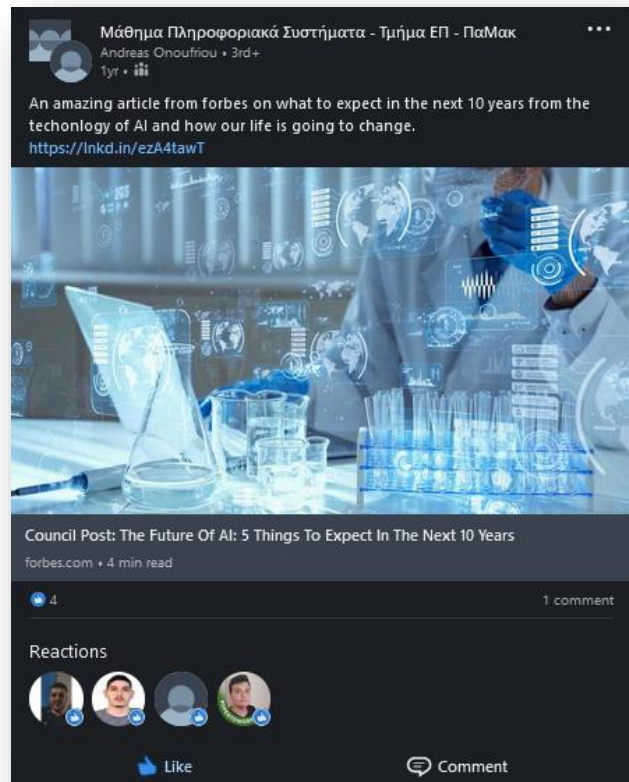 Μάθημα Πληροφοριακά Συστήματα - Τμήμα ΕΠ - ΠαΜακ
Andreas Onoufriou • 3rd+
1yr •
An amazing article from forbes on what to expect in the next 10 years from the
techonlogy of AI and how our life is going to change.
https://lnkd.in/ezA4tawT
Council Post: The Future Of AI: 5 Things To Expect In The Next 10 Years
forbes.com • 4 min read
4
1 comment
Reactions
Like
Comment